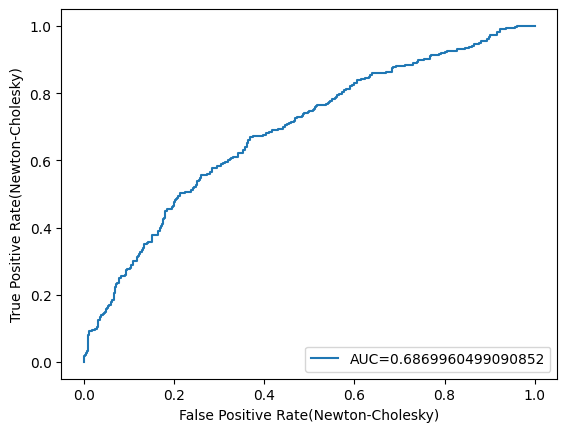 1.0
0.8
0.6
0.4
0.2
0.0
True Positive Rate(Newton-Cholesky)
AUC=0.6869960499090852
0.0 0.2 0.4 0.6 0.8 1.0
False Positive Rate(Newton-Cholesky)